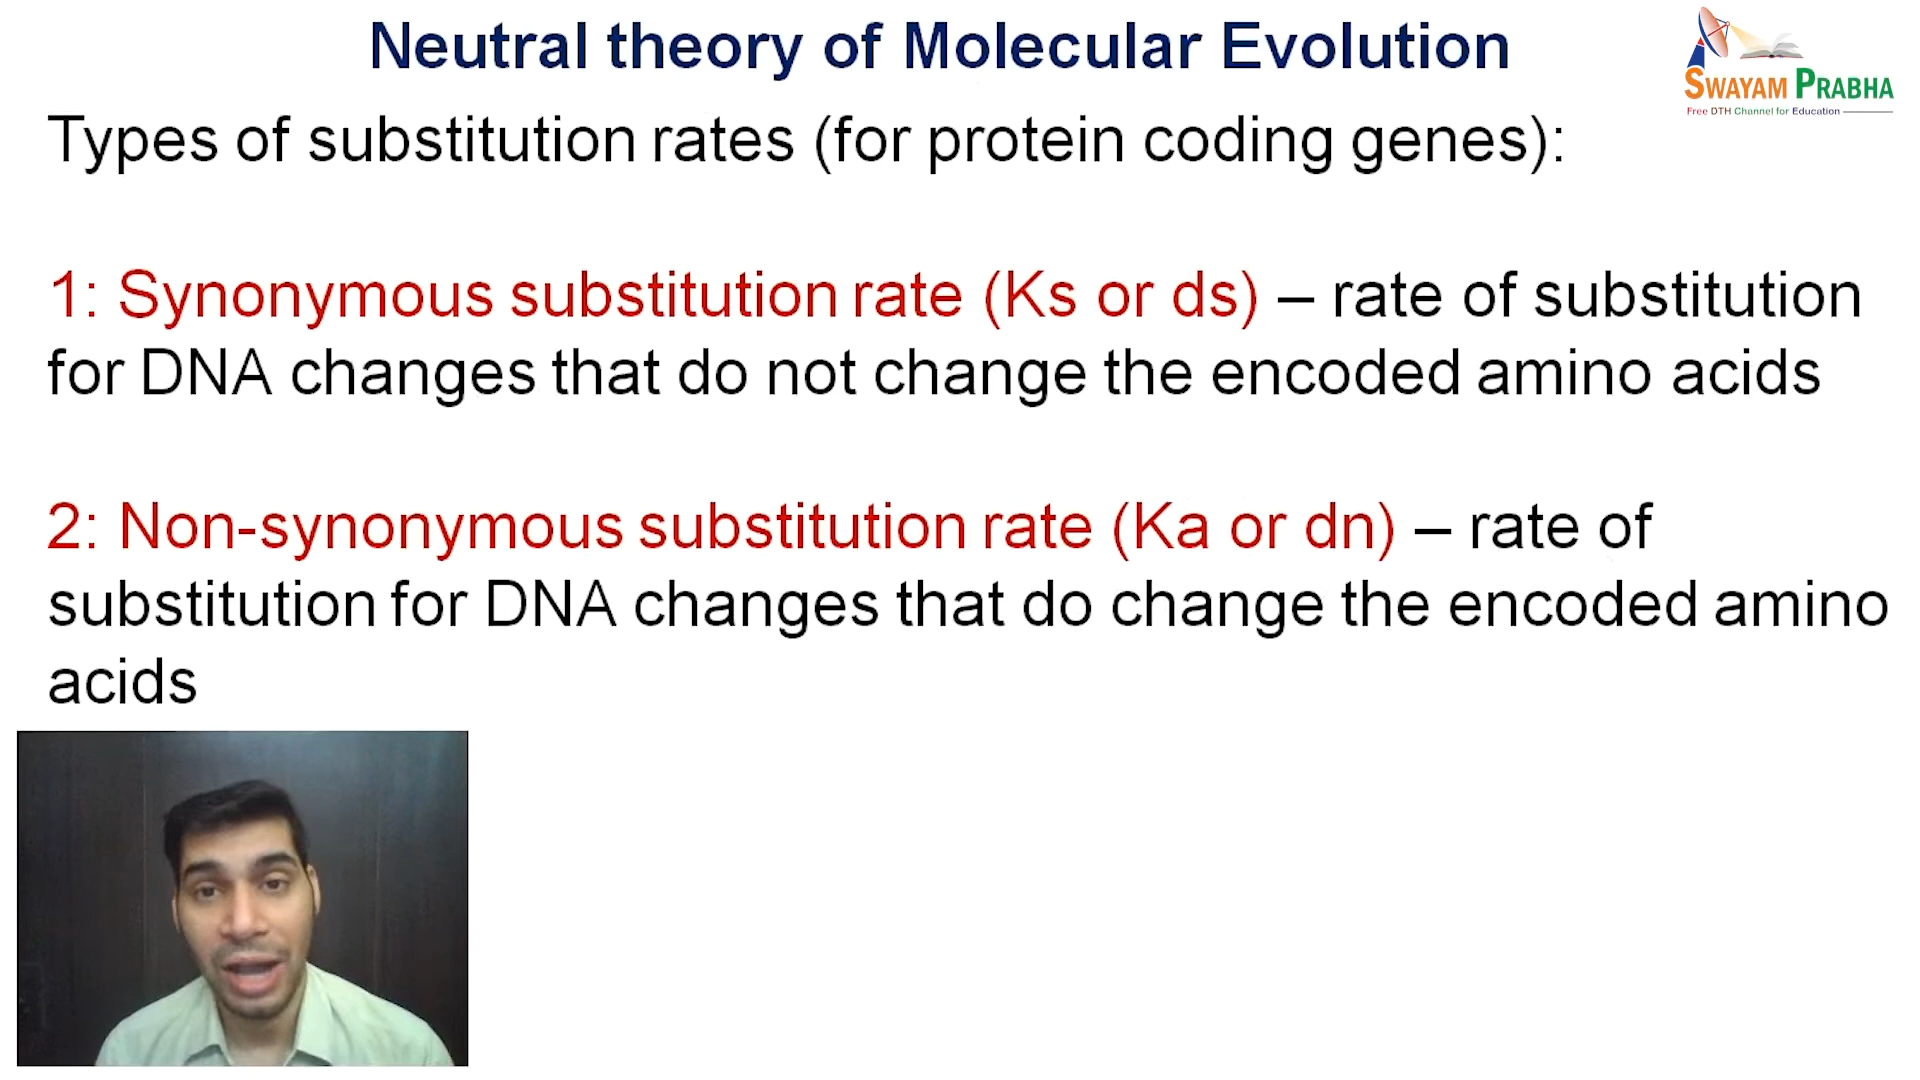 Neutral theory of Molecular Evolution
SWAYAM PRABHA
Free DTH Channel for Education
Types of substitution rates (for protein coding genes):
1: Synonymous substitution rate (Ks or ds) – rate of substitution
for DNA changes that do not change the encoded amino acids
2: Non-synonymous substitution rate (Ka or dn) – rate of
substitution for DNA changes that do change the encoded amino
acids